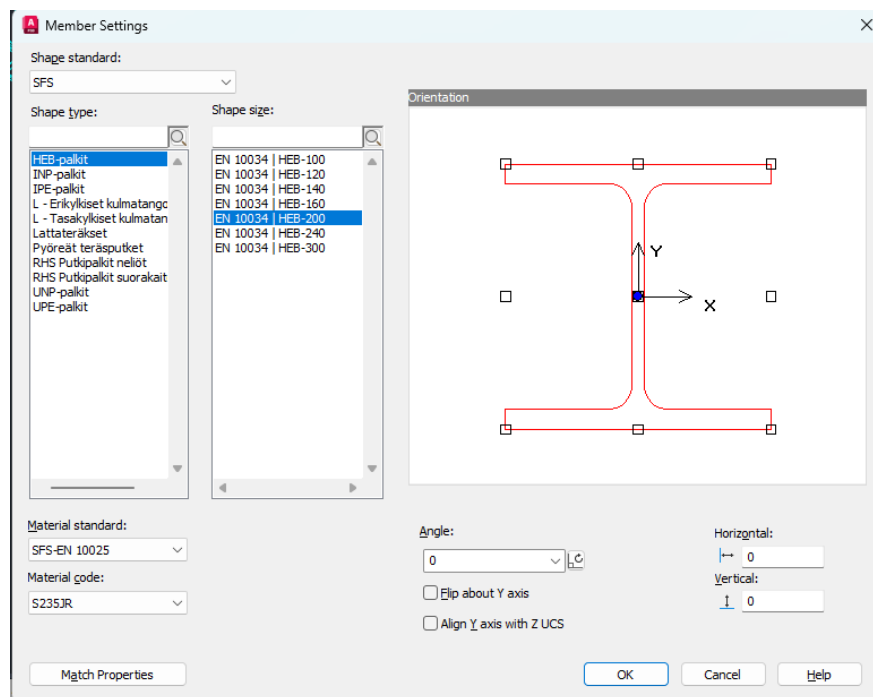 Member Settings
Shape standard:
SFS
Shape type:
Shape size:
Orientation
HEB-palkit
INP-palkit
IPE-palkit
L - Erikylkiset kulmatango
L - Tasakylkiset kulmatan
Lattateräkset
Pyöreät teräsputket
RHS Putkipalkit neliöt
RHS Putkipalkit suorakait
UNP-palkit
UPE-palkit
EN 10034 | HEB-100
EN 10034 | HEB-120
EN 10034 | HEB-140
EN 10034 | HEB-160
EN 10034 | HEB-200
EN 10034 | HEB-240
EN 10034 | HEB-300
Y
X
Material standard:
SFS-EN 10025
Material code:
S235JR
Angle:
0
Flip about Y axis
Align Y axis with Z UCS
Horizontal:
0
Vertical:
0
Match Properties
OK
Cancel
Help